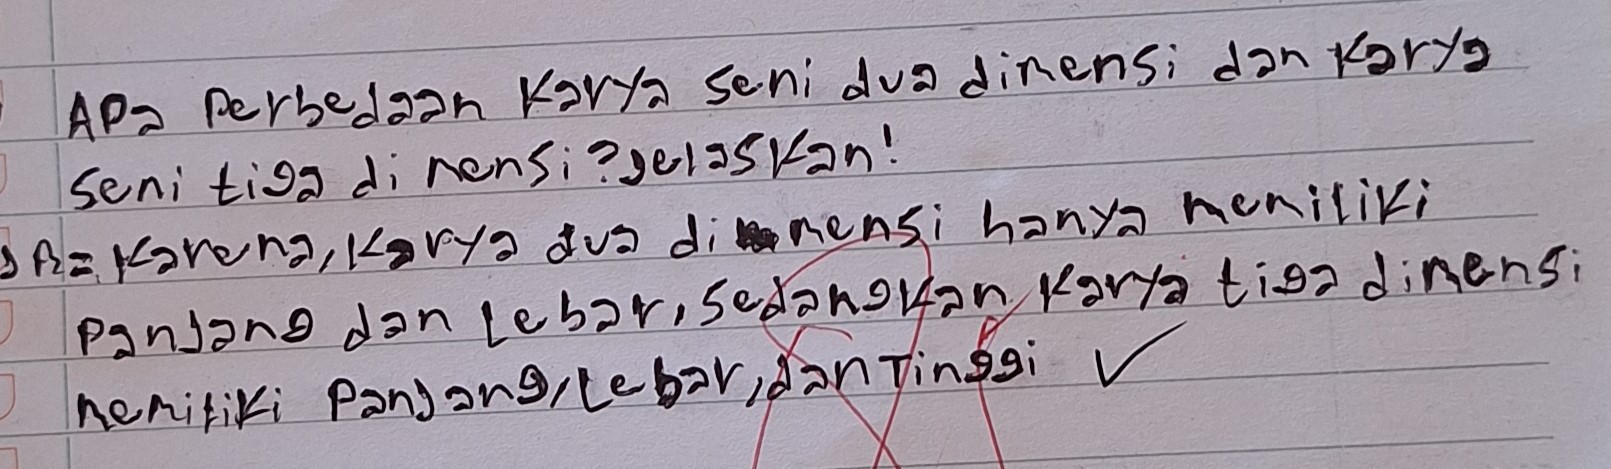 APa Perbedaan Karya seni dua dimensi dan Karya
seni tiga dimensi? jelaskan!
= Karena, Karya dua dimensi hanya memiliki
Panjang dan Lebar, sedangkan Karya tiga dimensi
memiliki Panjang, Lebar, dan Tinggi ✓